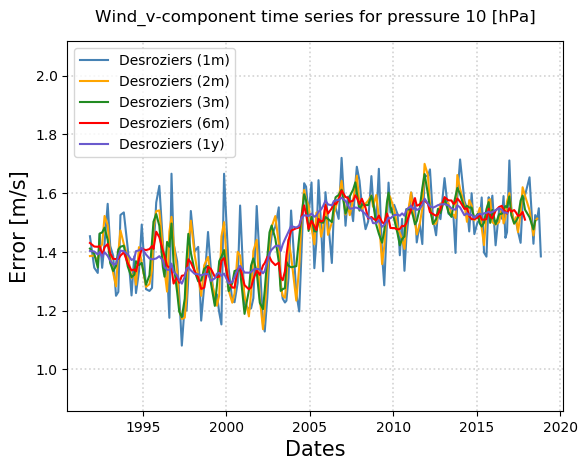 Wind_v-component time series for pressure 10 [hPa]
Desroziers (1m)
Desroziers (2m)
Desroziers (3m)
Desroziers (6m)
Desroziers (1y)
Error [m/s]
2.0
1.8
1.6
1.4
1.2
1.0
1995
2000
2005
2010
2015
2020
Dates